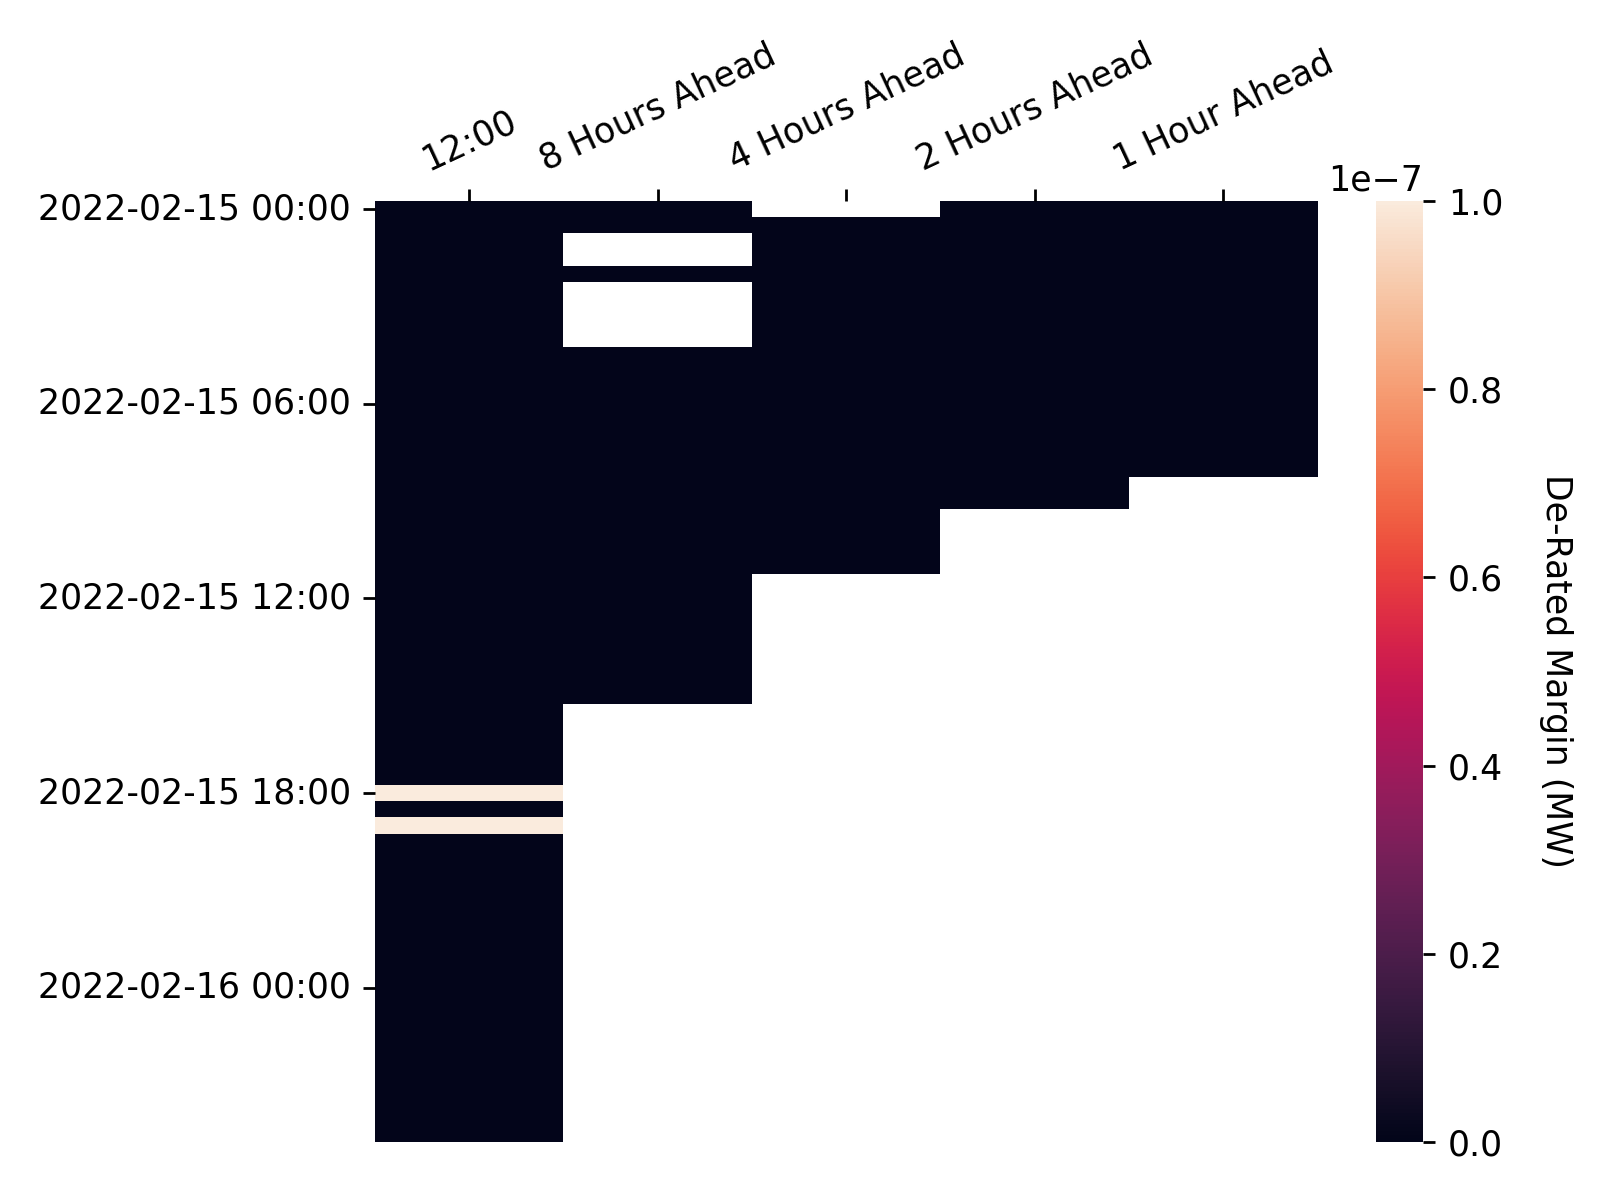 12:00
8 Hours Ahead
4 Hours Ahead
2 Hours Ahead
1 Hour Ahead
1e−7
2022-02-15 00:00
2022-02-15 06:00
2022-02-15 12:00
2022-02-15 18:00
2022-02-16 00:00
1.0
0.8
0.6
0.4
0.2
0.0
De-Rated Margin (MW)